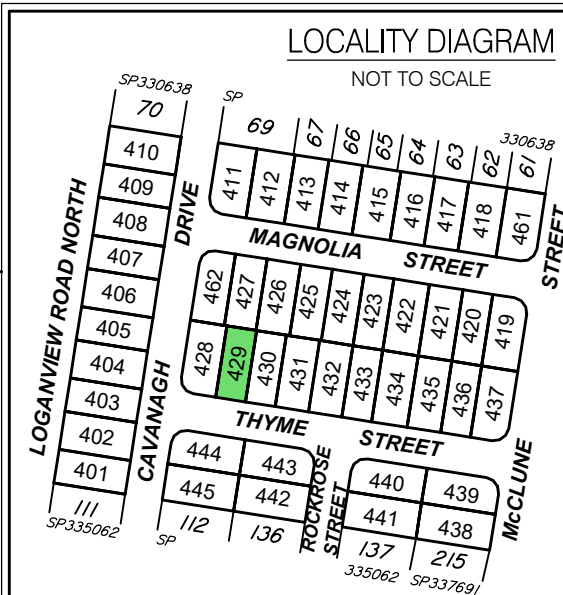 LOCALITY DIAGRAM
NOT TO SCALE
SP330638
70
410
409
408
407
406
405
404
403
402
401
111
SP335062
LOGANVIEW ROAD NORTH
CAVANAGH DRIVE
SP 330638
69 67 66 65 64 63 62 61
411 412 413 414 415 416 417 418 461
MAGNOLIA STREET
462 427 426 425 424 423 422 421 420 419
428 429 430 431 432 433 434 435 436 437
THYME STREET
McCLUNE STREET
444 443
445 442
112 136
SP 335062
ROCKROSE STREET
440 439
441 438
137 215
SP337691